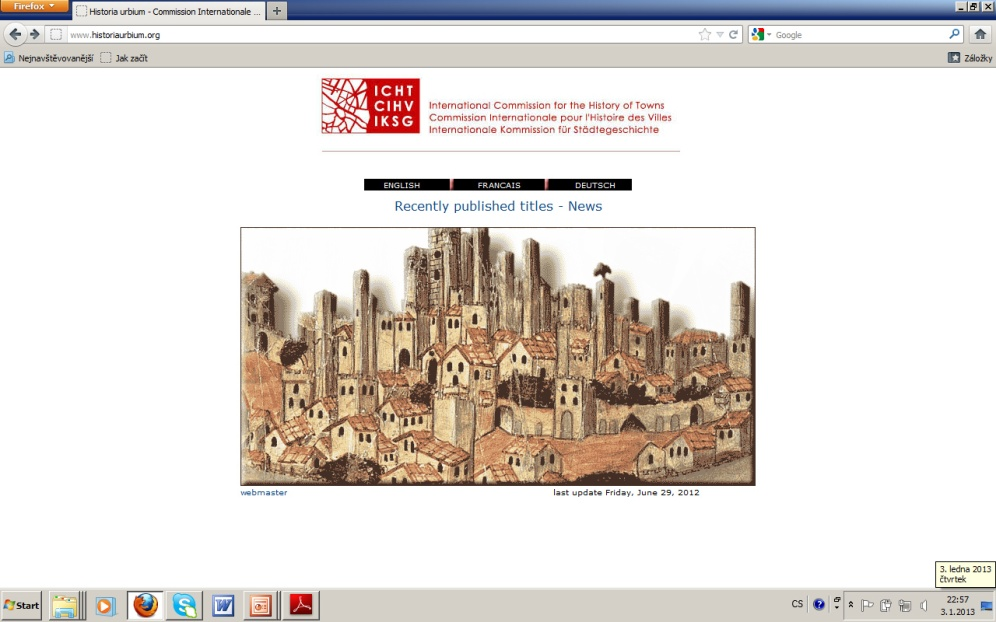 Firefox
Historia urbium - Commission Internationale ...
www.historiaurbium.org
Google
Nejnavštěvovanější
Jak začít
Záložky
ICHT
CIHV
IKSG
International Commission for the History of Towns
Commission Internationale pour l'Histoire des Villes
Internationale Kommission für Städtegeschichte
ENGLISH FRANCAIS DEUTSCH
Recently published titles - News
webmaster
last update Friday, June 29, 2012
3. ledna 2013
čtvrtek
Start
CS
22:57
3.1.2013